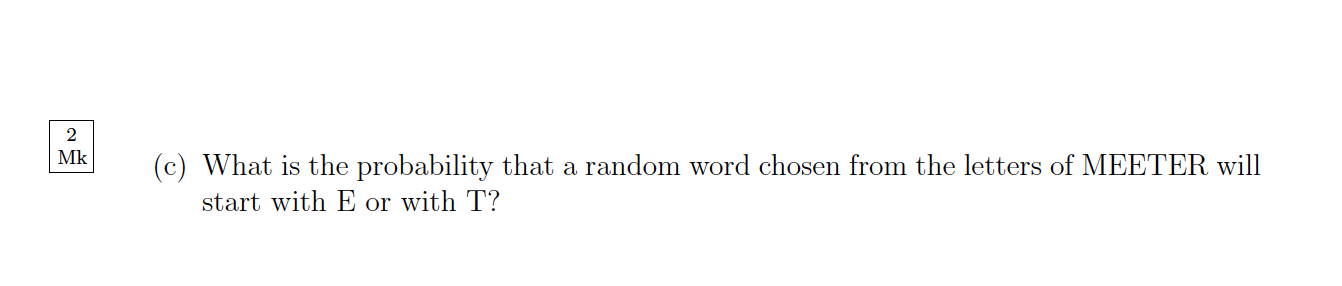 2
Mk
(c) What is the probability that a random word chosen from the letters of MEETER will
start with E or with T?